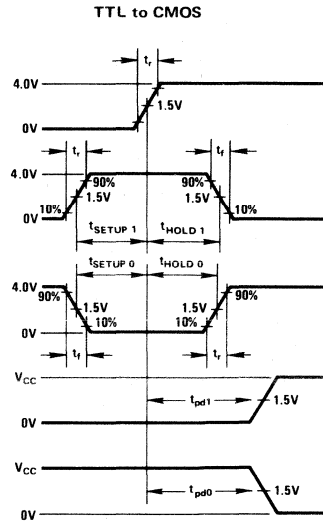 TTL to CMOS
tr
4.0V
1.5V
0V
tr
tf
4.0V
90%
90%
1.5V
1.5V
10%
10%
0V
tSETUP 1
tHOLD 1
tSETUP 0
tHOLD 0
4.0V
90%
90%
1.5V
1.5V
10%
10%
0V
tf
tr
VCC
tpd1
1.5V
0V
VCC
tpd0
1.5V
0V